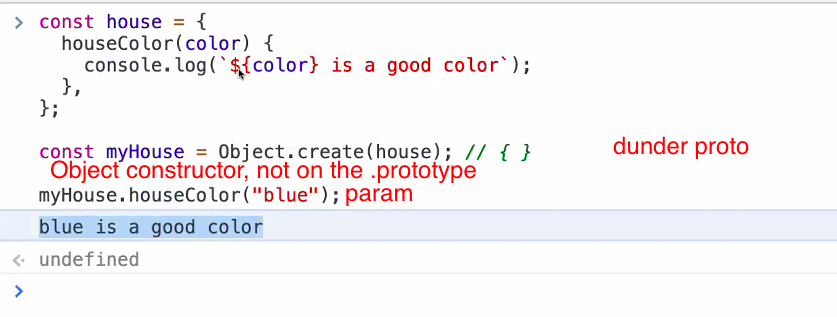 const house = {
houseColor(color) {
console.log(`${color} is a good color`);
},
};
const myHouse = Object.create(house); // { }
dunder proto
Object constructor, not on the .prototype
myHouse.houseColor("blue"); param
blue is a good color
undefined